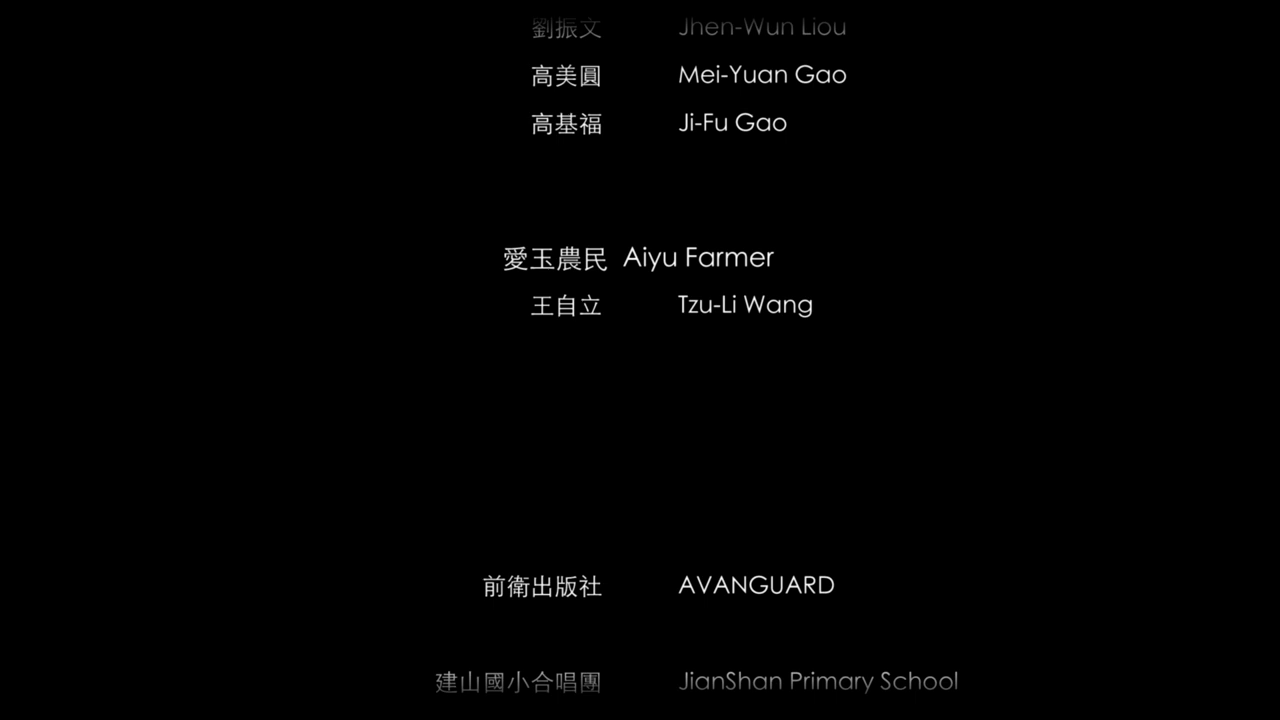 劉振文 Jhen-Wun Liou
高美圓 Mei-Yuan Gao
高基福 Ji-Fu Gao
愛玉農民 Aiyu Farmer
王自立 Tzu-Li Wang
前衛出版社 AVANGUARD
建山國小合唱團 JianShan Primary School